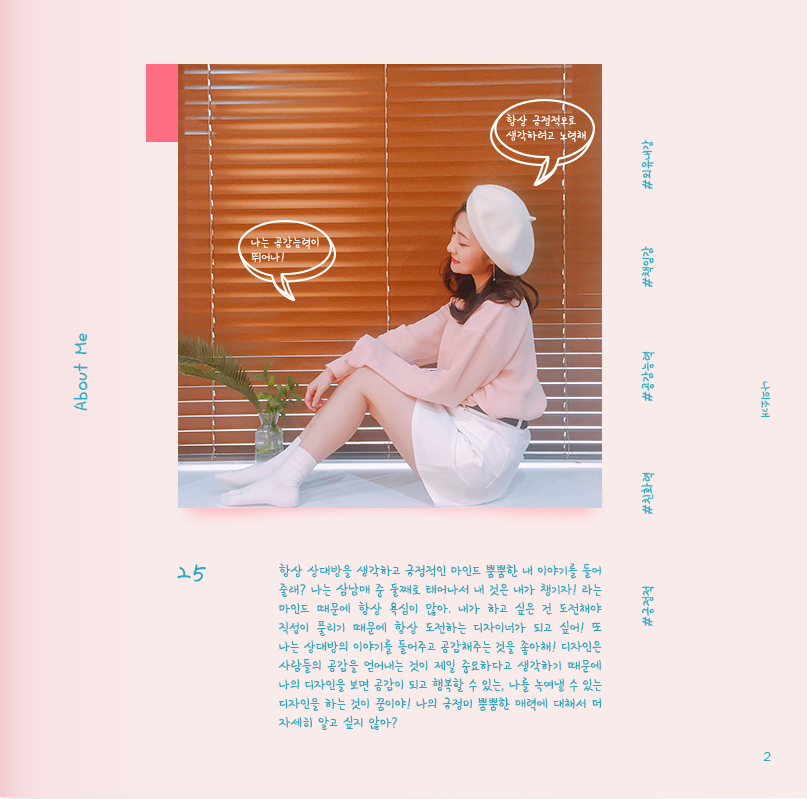 항상 긍정적으로
생각하려고 노력해
나는 공감능력이
뛰어나!
#외유내강
#책임감
#공감능력
#친화력
#긍정적
About Me
나의소개
25
항상 상대방을 생각하고 긍정적인 마인드 뿜뿜한 내 이야기를 들어
줄래? 나는 삼남매 중 둘째로 태어나서 내 것은 내가 챙기자! 라는
마인드 때문에 항상 욕심이 많아. 내가 하고 싶은 건 도전해야
직성이 풀리기 때문에 항상 도전하는 디자이너가 되고 싶어! 또
나는 상대방의 이야기를 들어주고 공감해주는 것을 좋아해! 디자인은
사람들의 공감을 얻어내는 것이 제일 중요하다고 생각하기 때문에
나의 디자인을 보면 공감이 되고 행복할 수 있는, 나를 녹여낼 수 있는
디자인을 하는 것이 꿈이야! 나의 긍정미 뿜뿜한 매력에 대해서 더
자세히 알고 싶지 않아?
2